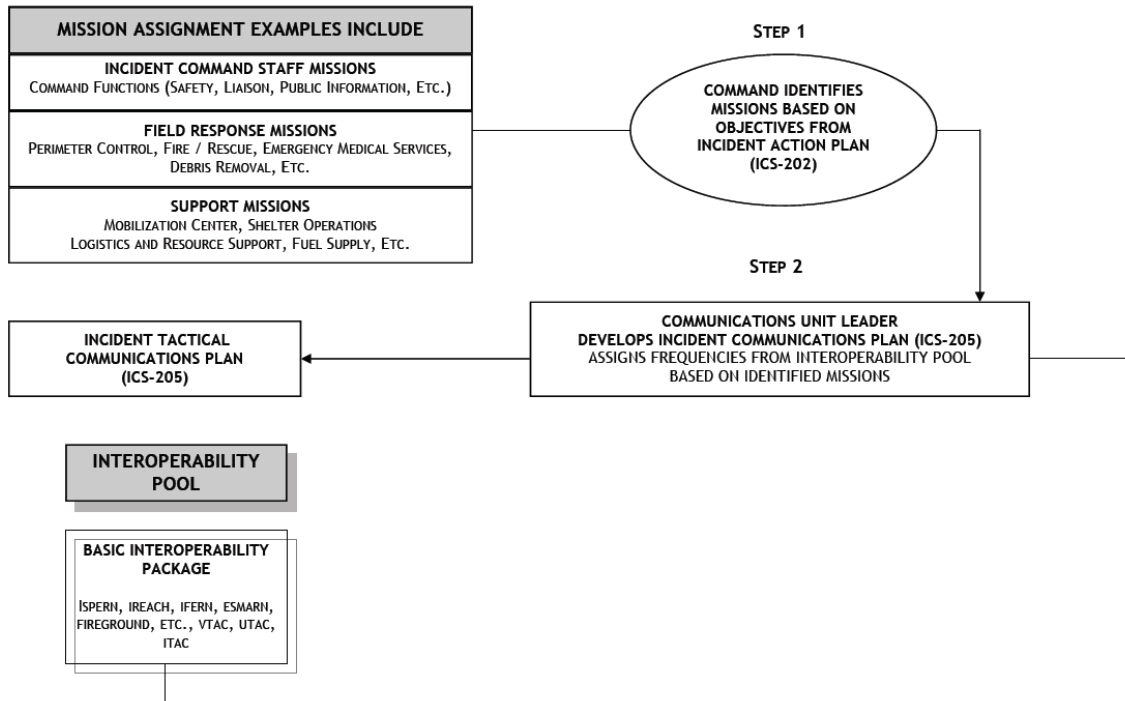 MISSION ASSIGNMENT EXAMPLES INCLUDE
INCIDENT COMMAND STAFF MISSIONS
COMMAND FUNCTIONS (SAFETY, LIAISON, PUBLIC INFORMATION, ETC.)
FIELD RESPONSE MISSIONS
PERIMETER CONTROL, FIRE / RESCUE, EMERGENCY MEDICAL SERVICES,
DEBRIS REMOVAL, ETC.
SUPPORT MISSIONS
MOBILIZATION CENTER, SHELTER OPERATIONS
LOGISTICS AND RESOURCE SUPPORT, FUEL SUPPLY, ETC.
STEP 1
COMMAND IDENTIFIES
MISSIONS BASED ON
OBJECTIVES FROM
INCIDENT ACTION PLAN
(ICS-202)
STEP 2
COMMUNICATIONS UNIT LEADER
DEVELOPS INCIDENT COMMUNICATIONS PLAN (ICS-205)
ASSIGNS FREQUENCIES FROM INTEROPERABILITY POOL
BASED ON IDENTIFIED MISSIONS
INCIDENT TACTICAL
COMMUNICATIONS PLAN
(ICS-205)
INTEROPERABILITY
POOL
BASIC INTEROPERABILITY
PACKAGE
ISPERN, IREACH, IFERN, ESMARN,
FIREGROUND, ETC., VTAC, UTAC,
ITAC